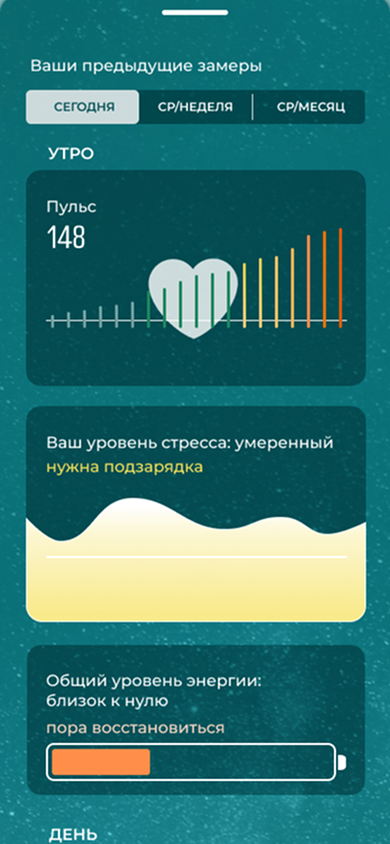 Ваши предыдущие замеры
СЕГОДНЯ СР/НЕДЕЛЯ СР/МЕСЯЦ
УТРО
Пульс
148
Ваш уровень стресса: умеренный
нужна подзарядка
Общий уровень энергии:
близок к нулю
пора восстановиться
ДЕНЬ